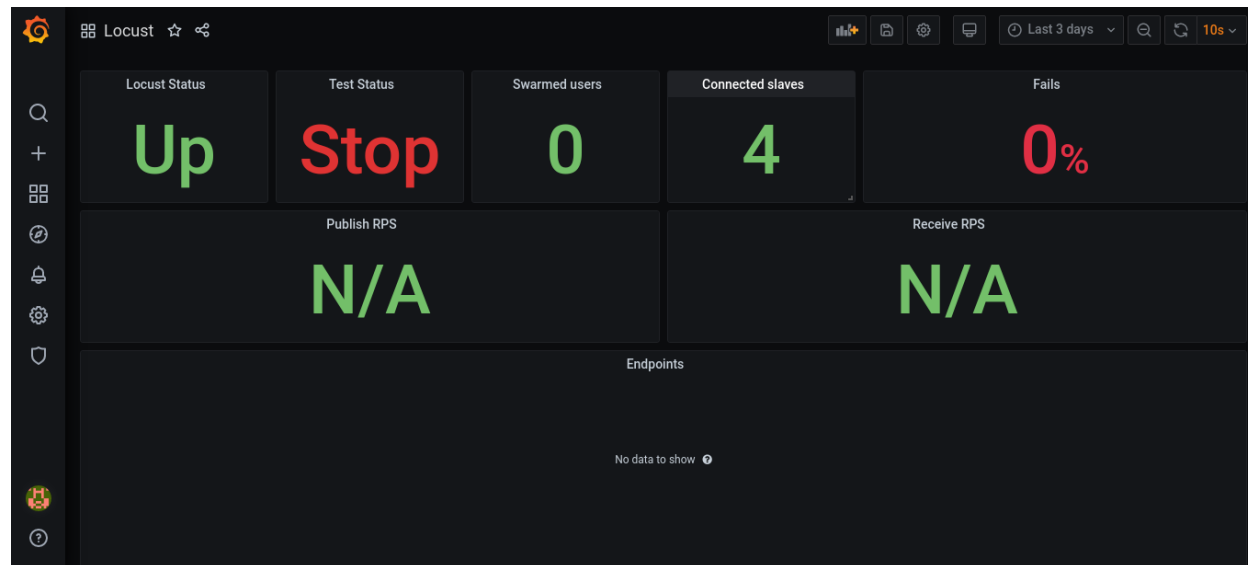 Locust
Last 3 days
10s
Locust Status
Test Status
Swarmed users
Connected slaves
Fails
Up
Stop
0
4
0%
Publish RPS
Receive RPS
N/A
N/A
Endpoints
No data to show